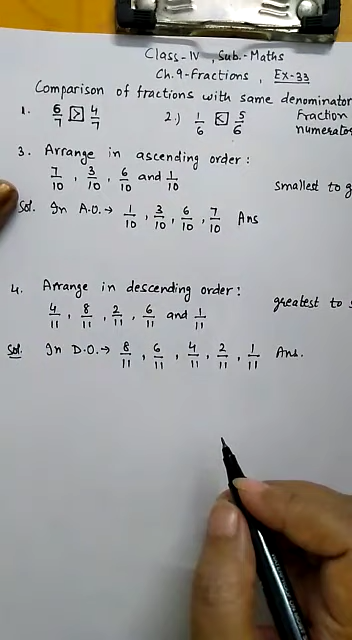 Class-IV, Sub.-Maths
Ch.9-Fractions, Ex-33
Comparison of fractions with same denominator
1. 6/7 > 4/7 2.) 1/6 < 5/6 Fraction
numerator
3. Arrange in ascending order:
7/10, 3/10, 6/10 and 1/10 smallest to g
Sol. In A.O.→ 1/10, 3/10, 6/10, 7/10 Ans
4. Arrange in descending order:
4/11, 8/11, 2/11, 6/11 and 1/11 greatest to s
Sol. In D.O.→ 8/11, 6/11, 4/11, 2/11, 1/11 Ans.